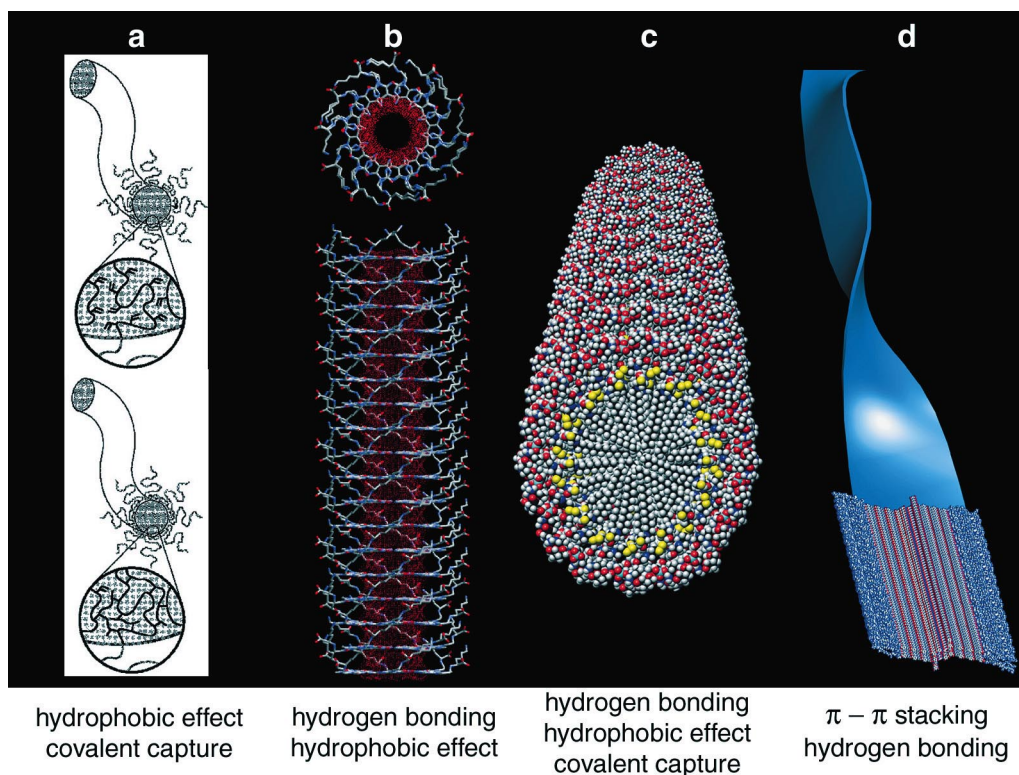 a
b
c
d
hydrophobic effect
covalent capture
hydrogen bonding
hydrophobic effect
hydrogen bonding
hydrophobic effect
covalent capture
π – π stacking
hydrogen bonding